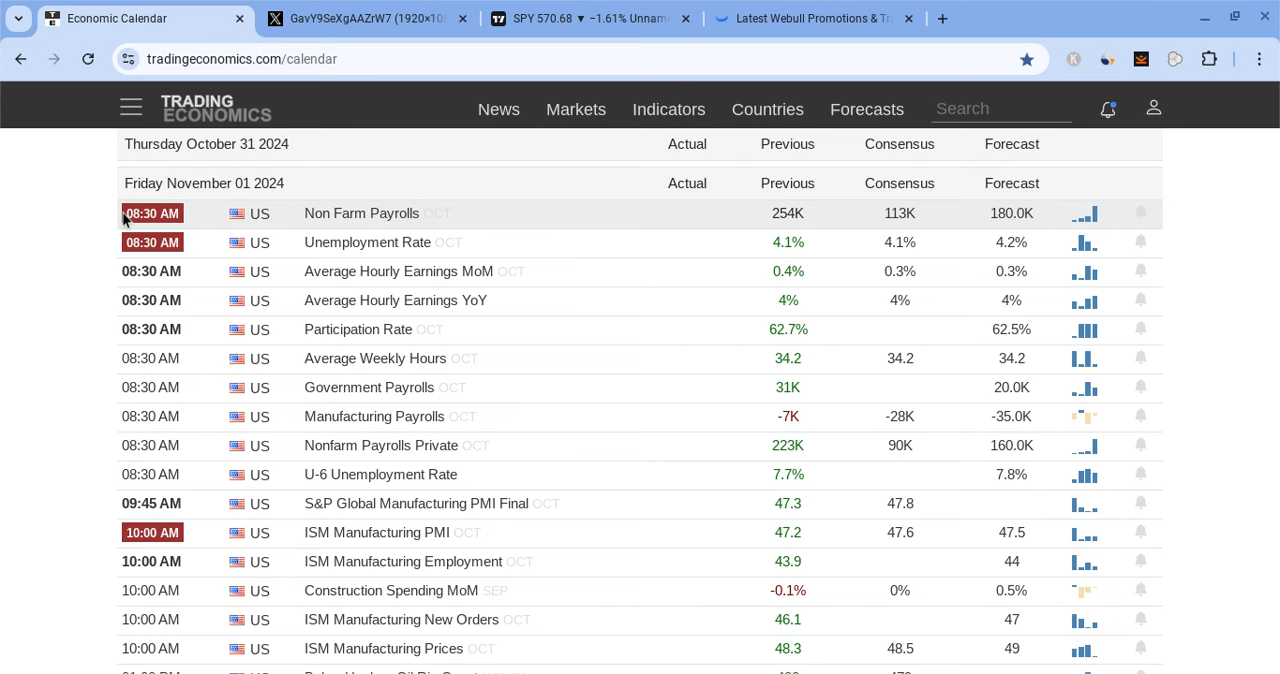 Economic Calendar GavY9SeXgAAZrW7 (1920×10 SPY 570.68 ▼ −1.61% Unnam Latest Webull Promotions & Tr
tradingeconomics.com/calendar
TRADING ECONOMICS News Markets Indicators Countries Forecasts Search
Thursday October 31 2024 Actual Previous Consensus Forecast
Friday November 01 2024 Actual Previous Consensus Forecast
08:30 AM US Non Farm Payrolls OCT 254K 113K 180.0K
08:30 AM US Unemployment Rate OCT 4.1% 4.1% 4.2%
08:30 AM US Average Hourly Earnings MoM OCT 0.4% 0.3% 0.3%
08:30 AM US Average Hourly Earnings YoY 4% 4% 4%
08:30 AM US Participation Rate OCT 62.7% 62.5%
08:30 AM US Average Weekly Hours OCT 34.2 34.2 34.2
08:30 AM US Government Payrolls OCT 31K 20.0K
08:30 AM US Manufacturing Payrolls OCT -7K -28K -35.0K
08:30 AM US Nonfarm Payrolls Private OCT 223K 90K 160.0K
08:30 AM US U-6 Unemployment Rate 7.7% 7.8%
09:45 AM US S&P Global Manufacturing PMI Final OCT 47.3 47.8
10:00 AM US ISM Manufacturing PMI OCT 47.2 47.6 47.5
10:00 AM US ISM Manufacturing Employment OCT 43.9 44
10:00 AM US Construction Spending MoM SEP -0.1% 0% 0.5%
10:00 AM US ISM Manufacturing New Orders OCT 46.1 47
10:00 AM US ISM Manufacturing Prices OCT 48.3 48.5 49